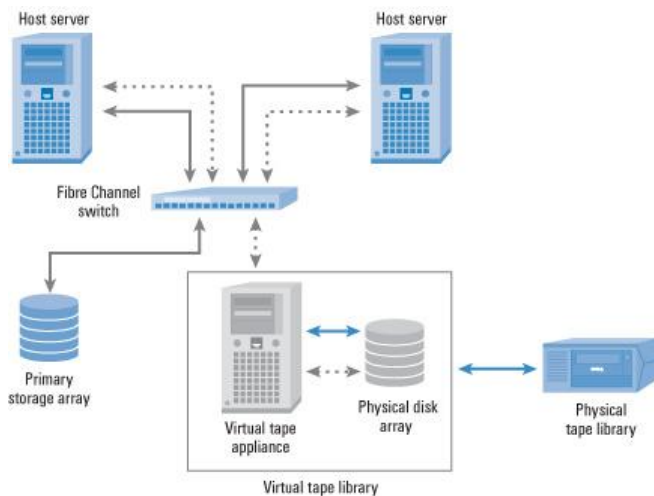 Host server
Host server
Fibre Channel
switch
Primary
storage array
Virtual tape
appliance
Physical disk
array
Physical
tape library
Virtual tape library